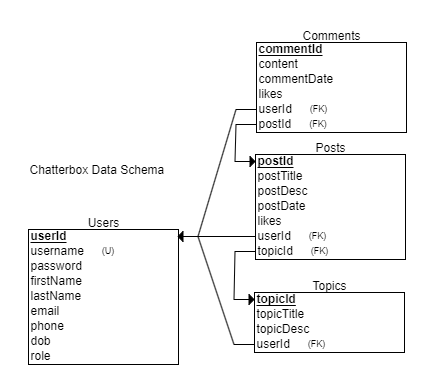 Comments
commentId
content
commentDate
likes
userId (FK)
postId (FK)
Posts
postId
postTitle
postDesc
postDate
likes
userId (FK)
topicId (FK)
Chatterbox Data Schema
Users
userId
username (U)
password
firstName
lastName
email
phone
dob
role
Topics
topicId
topicTitle
topicDesc
userId (FK)